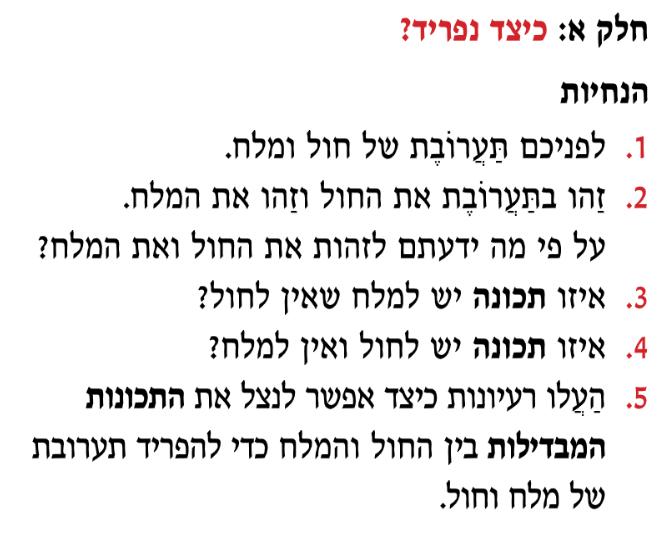 חלק א: כיצד נפריד?
הנחיות
1. לפניכם תַּעֲרוֹבֶת של חול ומלח.
2. זַהו בתַּעֲרוֹבֶת את החול וזַהו את המלח.
על פי מה ידעתם לזהות את החול ואת המלח?
3. איזו תכונה יש למלח שאין לחול?
4. איזו תכונה יש לחול ואין למלח?
5. הַעֲלו רעיונות כיצד אפשר לנצל את התכונות
המבדילות בין החול והמלח כדי להפריד תערובת
של מלח וחול.